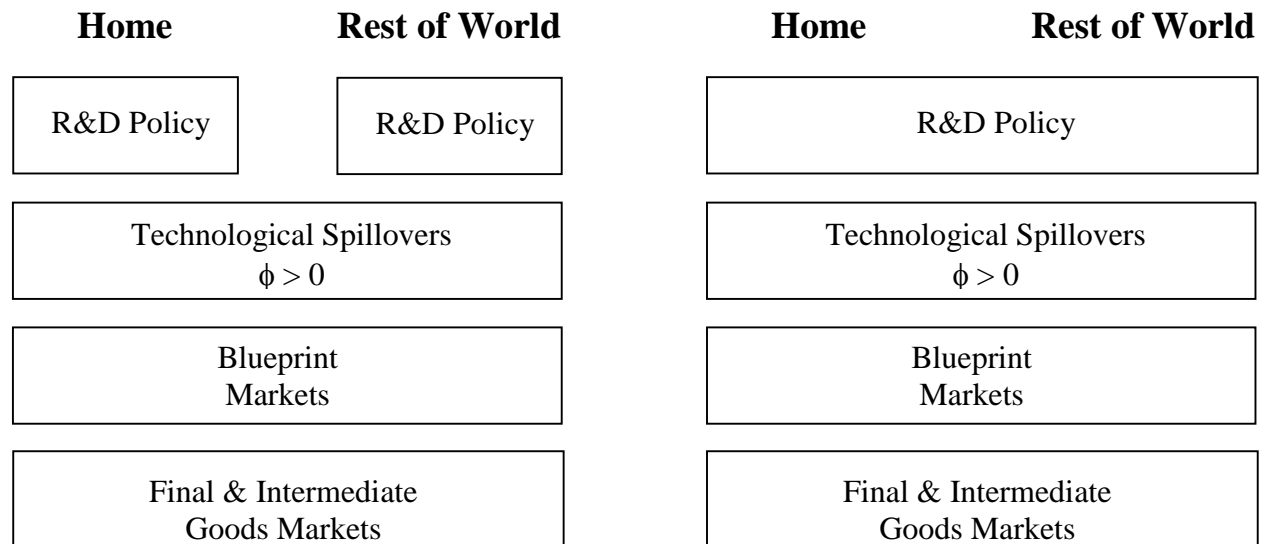 Home Rest of World
R&D Policy R&D Policy
Technological Spillovers
ϕ > 0
Blueprint
Markets
Final & Intermediate
Goods Markets
Home Rest of World
R&D Policy
Technological Spillovers
ϕ > 0
Blueprint
Markets
Final & Intermediate
Goods Markets